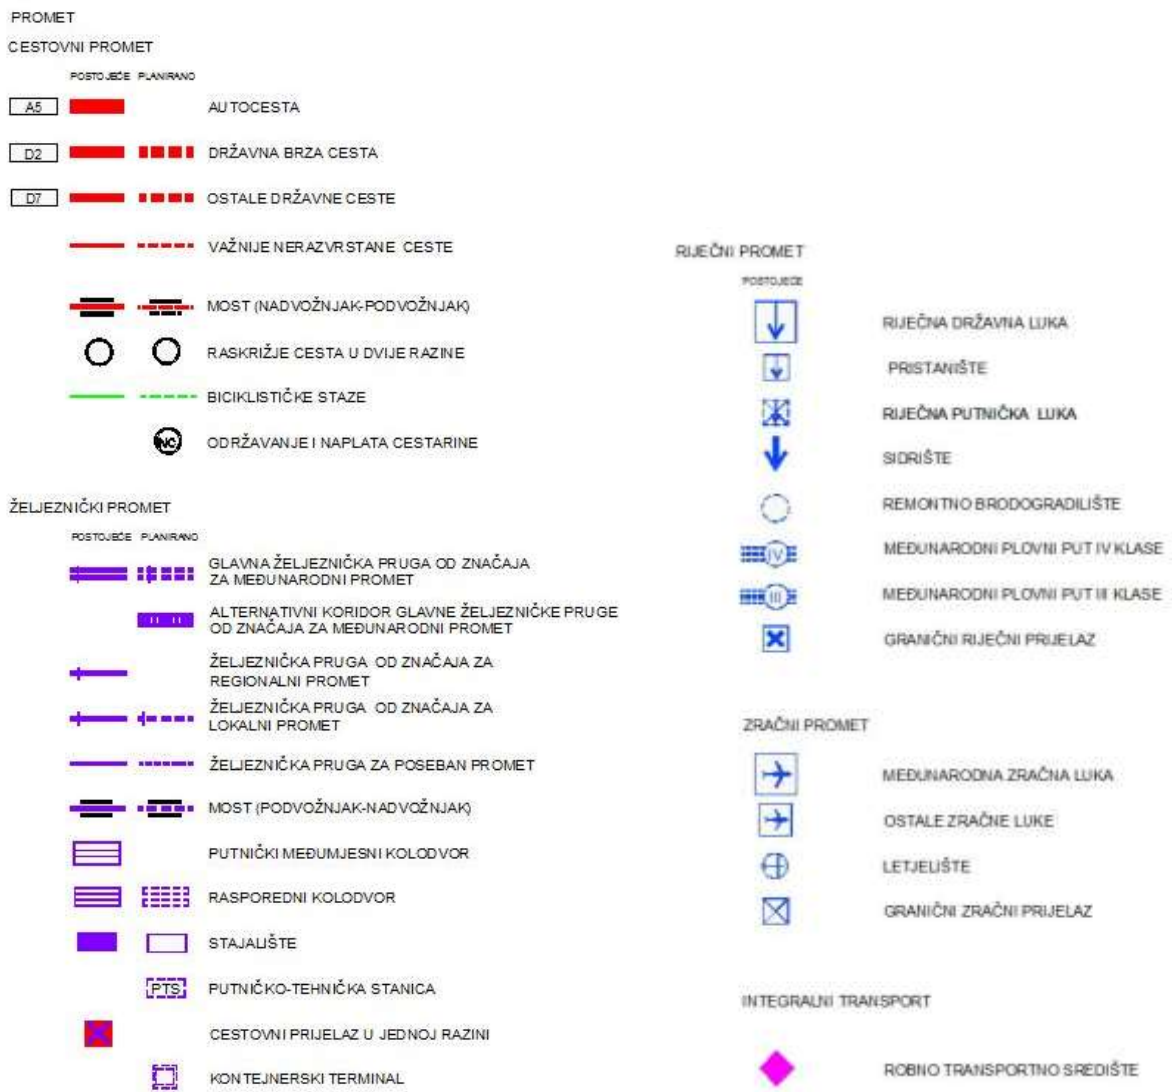 PROMET
CESTOVNI PROMET
POSTOJEĆE PLANIRANO
A5 AUTOCESTA
D2 DRŽAVNA BRZA CESTA
D7 OSTALE DRŽAVNE CESTE
VAŽNIJE NERAZVRSTANE CESTE
MOST (NADVOŽNJAK-PODVOŽNJAK)
RASKRIŽJE CESTA U DVIJE RAZINE
BICIKLISTIČKE STAZE
NC ODRŽAVANJE I NAPLATA CESTARINE
ŽELJEZNIČKI PROMET
POSTOJEĆE PLANIRANO
GLAVNA ŽELJEZNIČKA PRUGA OD ZNAČAJA
ZA MEĐUNARODNI PROMET
ALTERNATIVNI KORIDOR GLAVNE ŽELJEZNIČKE PRUGE
OD ZNAČAJA ZA MEĐUNARODNI PROMET
ŽELJEZNIČKA PRUGA OD ZNAČAJA ZA
REGIONALNI PROMET
ŽELJEZNIČKA PRUGA OD ZNAČAJA ZA
LOKALNI PROMET
ŽELJEZNIČKA PRUGA ZA POSEBAN PROMET
MOST (PODVOŽNJAK-NADVOŽNJAK)
PUTNIČKI MEĐUMJESNI KOLODVOR
RASPOREDNI KOLODVOR
STAJALIŠTE
PTS PUTNIČKO-TEHNIČKA STANICA
CESTOVNI PRIJELAZ U JEDNOJ RAZINI
KONTEJNERSKI TERMINAL
RIJEČNI PROMET
POSTOJEĆE
RIJEČNA DRŽAVNA LUKA
PRISTANIŠTE
RIJEČNA PUTNIČKA LUKA
SIDRIŠTE
REMONTNO BRODOGRADILIŠTE
IV MEĐUNARODNI PLOVNI PUT IV KLASE
III MEĐUNARODNI PLOVNI PUT III KLASE
GRANIČNI RIJEČNI PRIJELAZ
ZRAČNI PROMET
MEĐUNARODNA ZRAČNA LUKA
OSTALE ZRAČNE LUKE
LETJELIŠTE
GRANIČNI ZRAČNI PRIJELAZ
INTEGRALNI TRANSPORT
ROBNO TRANSPORTNO SREDIŠTE